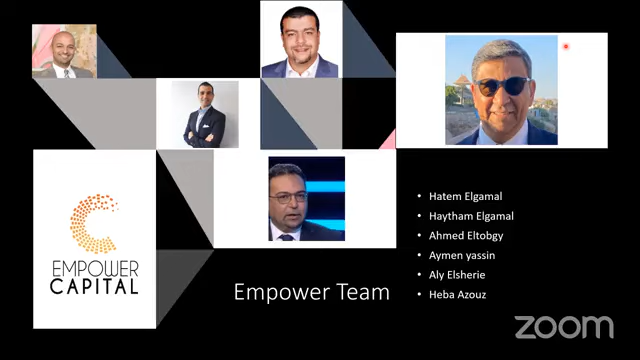 EMPOWER
CAPITAL
Empower Team
• Hatem Elgamal
• Haytham Elgamal
• Ahmed Eltobgy
• Aymen yassin
• Aly Elsherie
• Heba Azouz
zoom